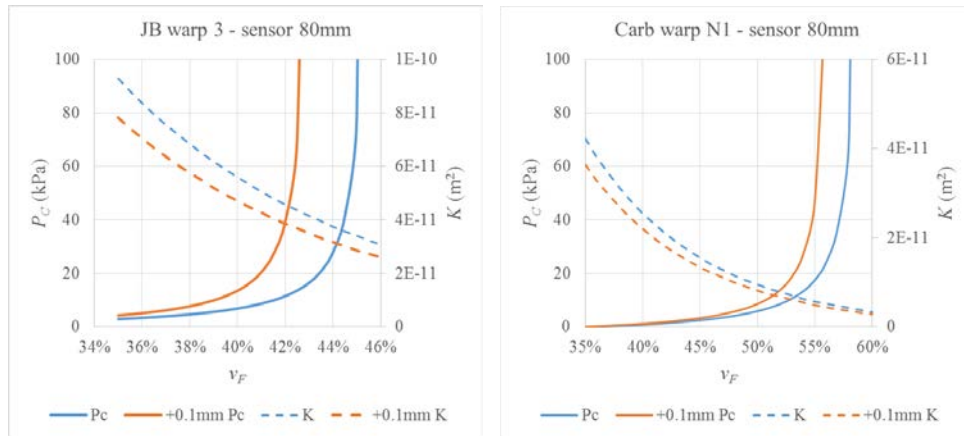 JB warp 3 - sensor 80mm
100
80
60
40
20
0
P_C (kPa)
1E-10
8E-11
6E-11
4E-11
2E-11
0
K (m²)
34% 36% 38% 40% 42% 44% 46%
v_F
Pc +0.1mm Pc K +0.1mm K
Carb warp N1 - sensor 80mm
100
80
60
40
20
0
P_C (kPa)
6E-11
4E-11
2E-11
0
K (m²)
35% 40% 45% 50% 55% 60%
v_F
Pc +0.1mm Pc K +0.1mm K